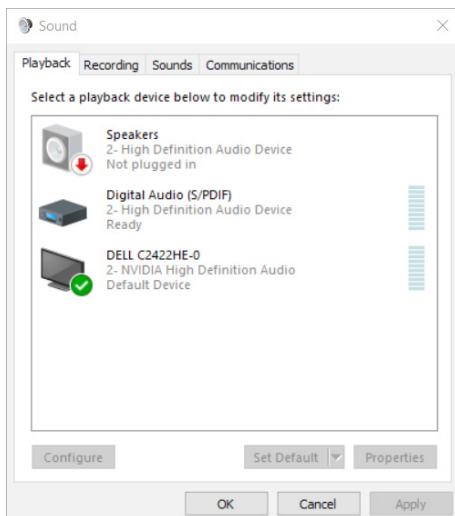 Sound
Playback Recording Sounds Communications
Select a playback device below to modify its settings:
Speakers
2- High Definition Audio Device
Not plugged in
Digital Audio (S/PDIF)
2- High Definition Audio Device
Ready
DELL C2422HE-0
2- NVIDIA High Definition Audio
Default Device
Configure Set Default Properties
OK Cancel Apply